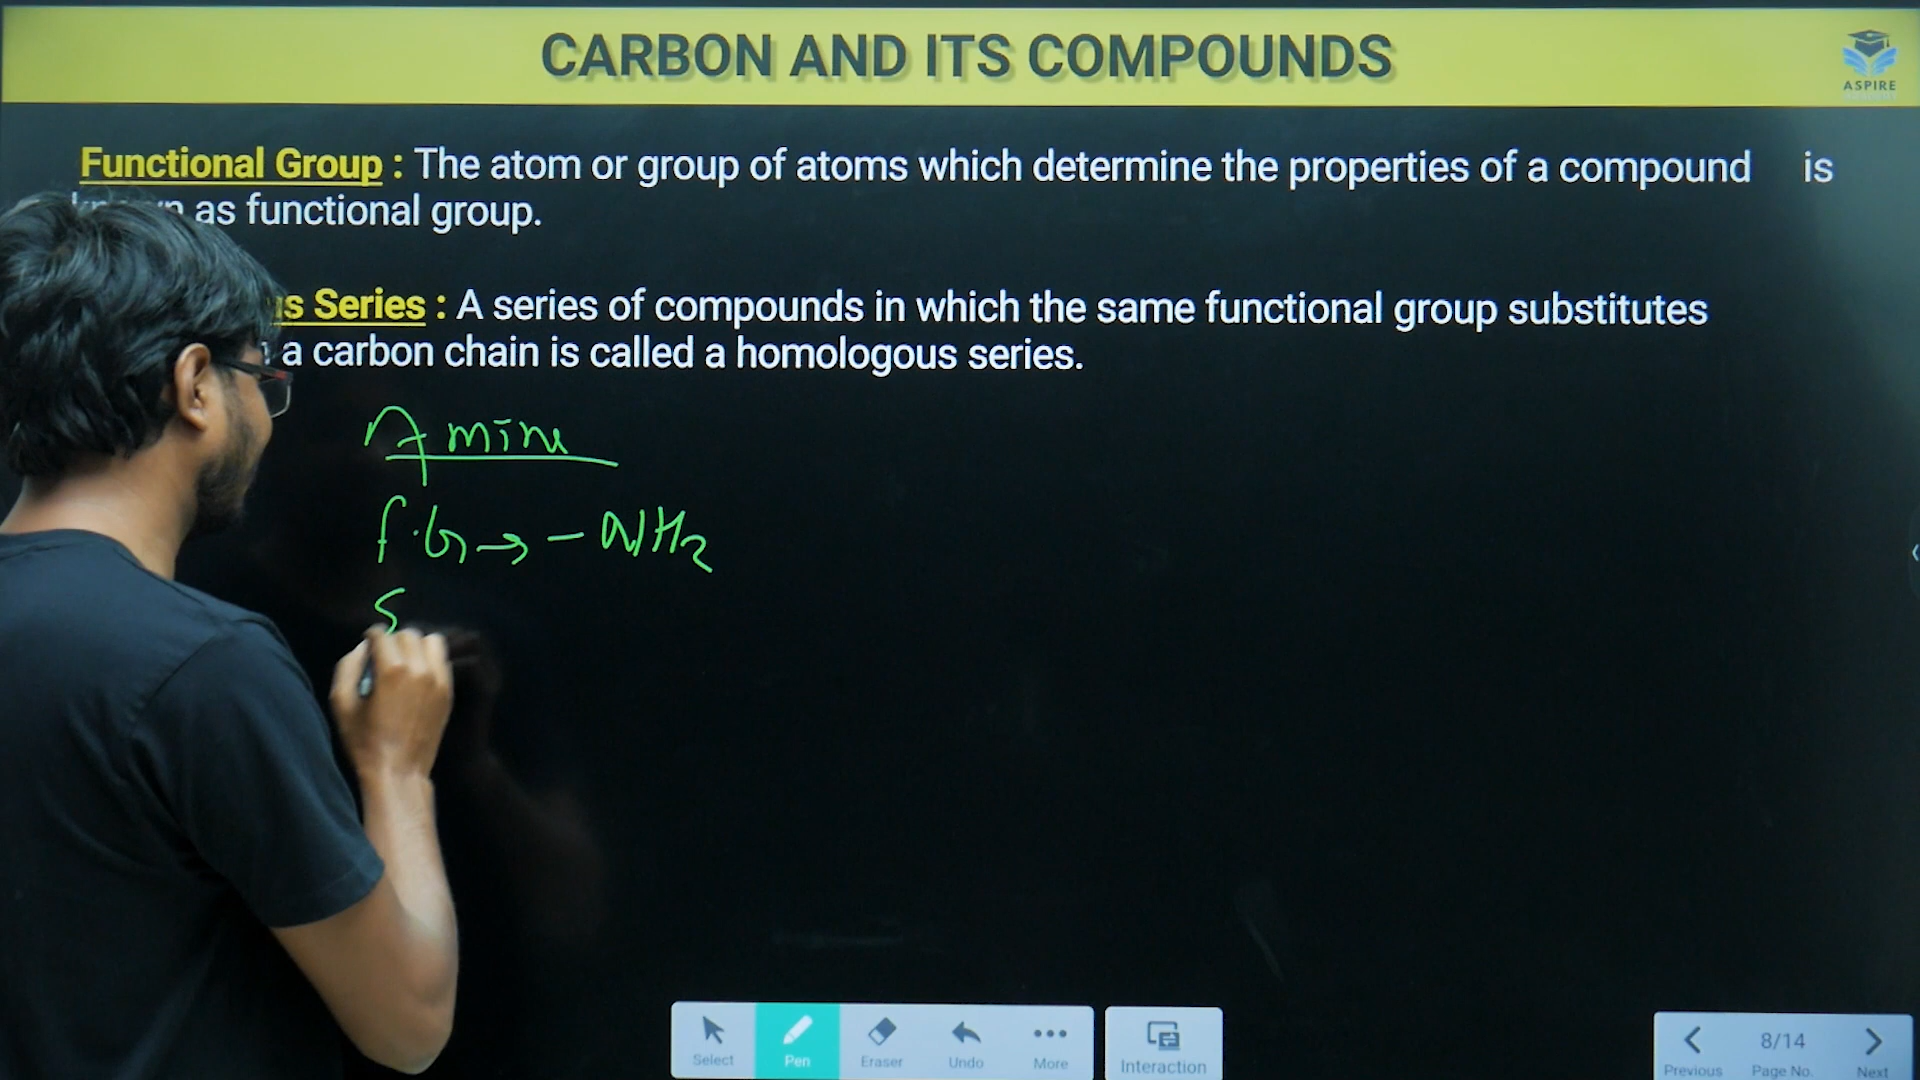 CARBON AND ITS COMPOUNDS
ASPIRE
Functional Group : The atom or group of atoms which determine the properties of a compound is
known as functional group.
us Series : A series of compounds in which the same functional group substitutes
a carbon chain is called a homologous series.
Amine
f.G → - NH2
S
Select
Pen
Eraser
Undo
More
Interaction
Previous
8/14
Page No.
Next